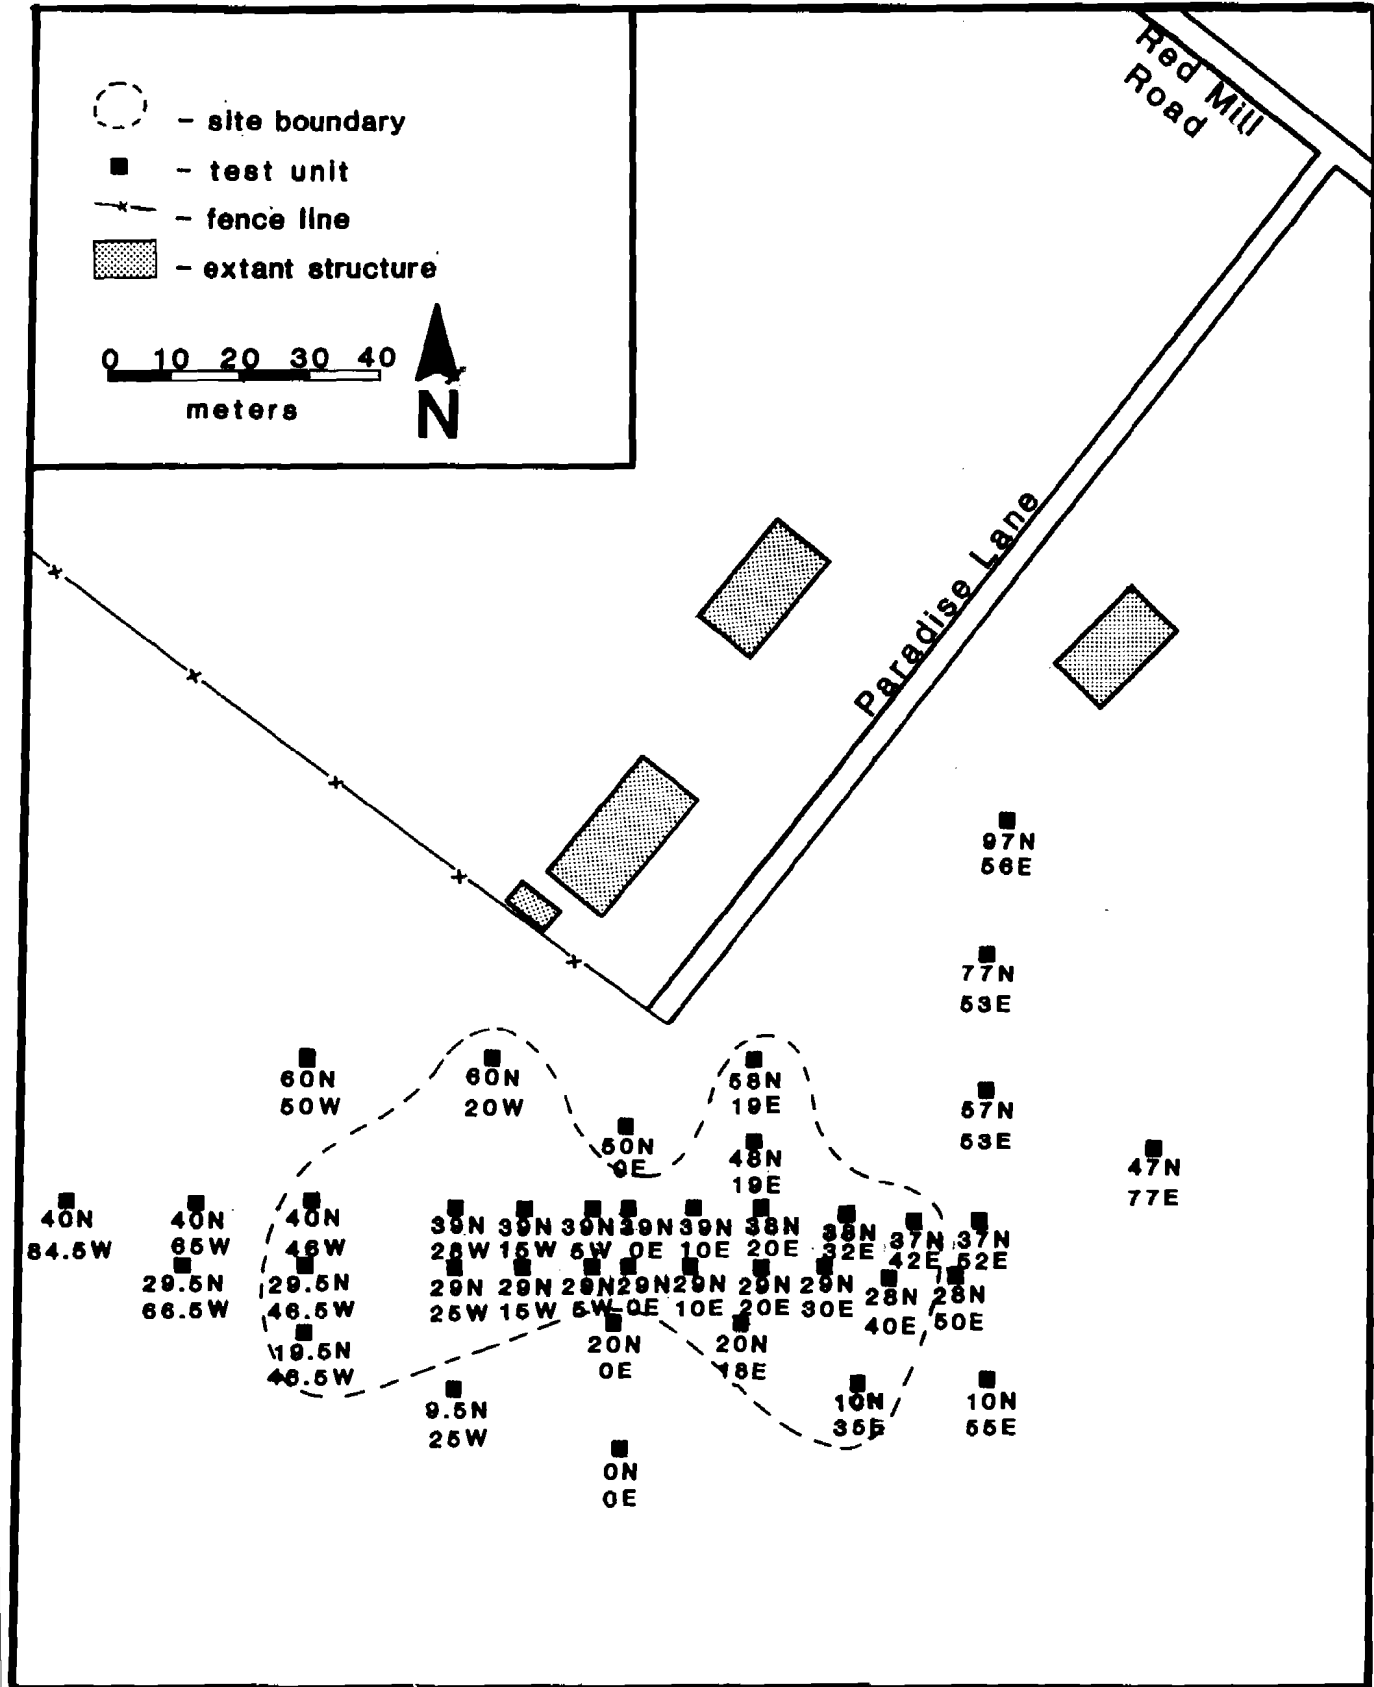 Red Mill
Road
- site boundary
- test unit
- fence line
- extant structure
0 10 20 30 40
meters
N
Paradise Lane
97N
56E
77N
53E
60N
50W
60N
20W
58N
19E
57N
53E
50N
0E
48N
19E
47N
77E
40N
84.5W
40N
65W
40N
46W
39N
25W
39N
15W
39N
5W
39N
0E
39N
10E
38N
20E
38N
32E
37N
42E
37N
52E
29.5N
66.5W
29.5N
46.5W
29N
25W
29N
15W
29N
5W
29N
0E
29N
10E
29N
20E
29N
30E
28N
40E
28N
50E
19.5N
46.5W
20N
0E
20N
18E
9.5N
25W
10N
35E
10N
55E
0N
0E